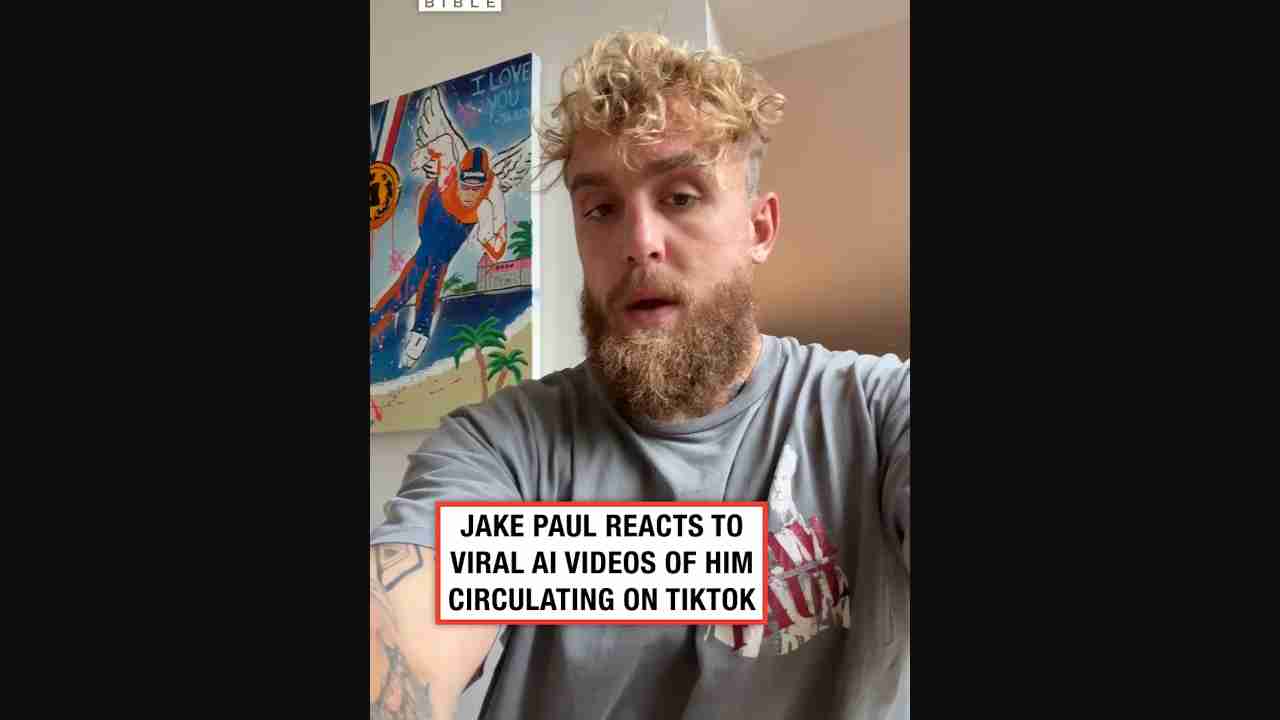 BIBLE
I LOVE
YOU
JAKE PAUL REACTS TO
VIRAL AI VIDEOS OF HIM
CIRCULATING ON TIKTOK